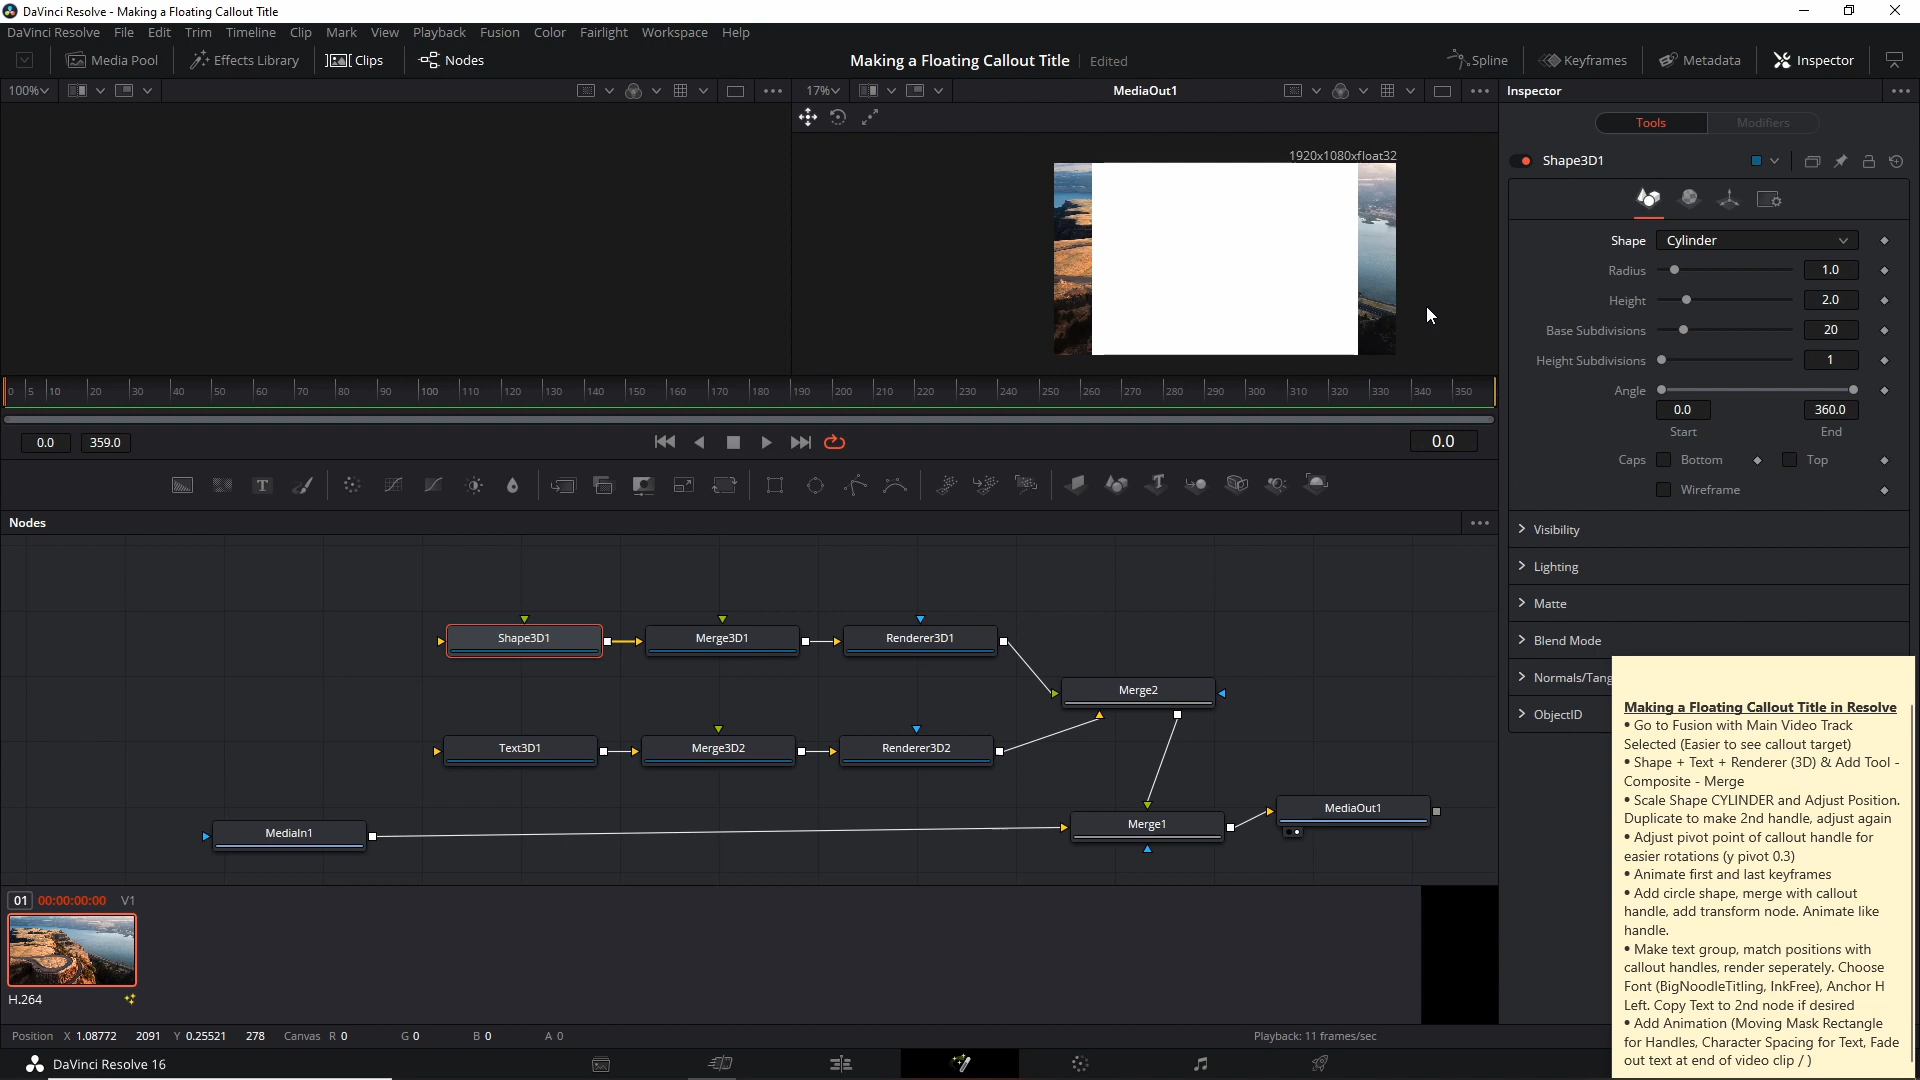 DaVinci Resolve - Making a Floating Callout Title
DaVinci Resolve File Edit Trim Timeline Clip Mark View Playback Fusion Color Fairlight Workspace Help
Media Pool Effects Library Clips Nodes Making a Floating Callout Title Edited Spline Keyframes Metadata Inspector
100% 17% MediaOut1 Inspector
Tools Modifiers
1920x1080xfloat32
Shape3D1
Shape Cylinder
Radius 1.0
Height 2.0
Base Subdivisions 20
Height Subdivisions 1
Angle
0.0 360.0
Start End
Caps Bottom Top
Wireframe
Visibility
Lighting
Matte
Blend Mode
Normals/Tang
ObjectID
0 5 10 20 30 40 50 60 70 80 90 100 110 120 130 140 150 160 170 180 190 200 210 220 230 240 250 260 270 280 290 300 310 320 330 340 350
0.0 359.0 0.0
Nodes
Shape3D1 Merge3D1 Renderer3D1
Merge2
Text3D1 Merge3D2 Renderer3D2
MediaOut1
MediaIn1 Merge1
01 00:00:00:00 V1
H.264
Position X 1.08772 2091 Y 0.25521 278 Canvas R 0 G 0 B 0 A 0 Playback: 11 frames/sec
DaVinci Resolve 16
Making a Floating Callout Title in Resolve
• Go to Fusion with Main Video Track
Selected (Easier to see callout target)
• Shape + Text + Renderer (3D) & Add Tool -
Composite - Merge
• Scale Shape CYLINDER and Adjust Position.
Duplicate to make 2nd handle, adjust again
• Adjust pivot point of callout handle for
easier rotations (y pivot 0.3)
• Animate first and last keyframes
• Add circle shape, merge with callout
handle, add transform node. Animate like
handle.
• Make text group, match positions with
callout handles, render seperately. Choose
Font (BigNoodleTitling, InkFree), Anchor H
Left. Copy Text to 2nd node if desired
• Add Animation (Moving Mask Rectangle
for Handles, Character Spacing for Text, Fade
out text at end of video clip / )